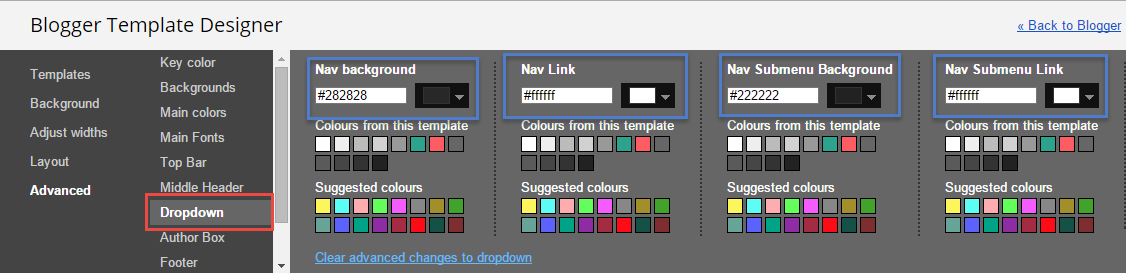 Blogger Template Designer
« Back to Blogger
Templates
Background
Adjust widths
Layout
Advanced
Key color
Backgrounds
Main colors
Main Fonts
Top Bar
Middle Header
Dropdown
Author Box
Footer
Nav background
#282828
Colours from this template
Suggested colours
Nav Link
#ffffff
Colours from this template
Suggested colours
Nav Submenu Background
#222222
Colours from this template
Suggested colours
Nav Submenu Link
#ffffff
Colours from this template
Suggested colours
Clear advanced changes to dropdown